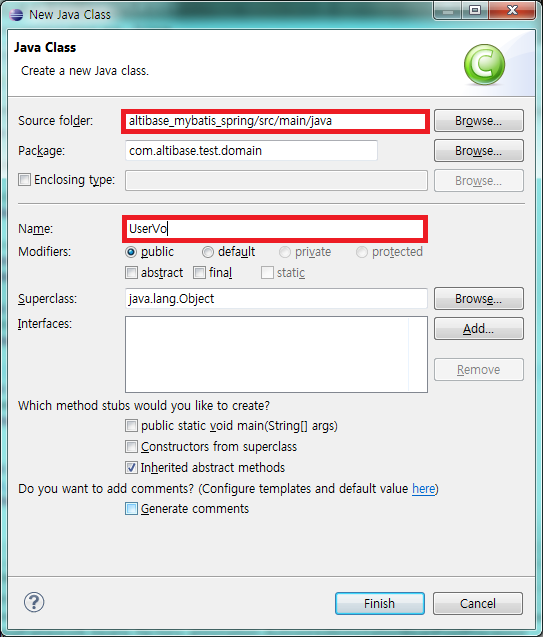 New Java Class
Java Class
Create a new Java class.
C
Source folder: altibase_mybatis_spring/src/main/java Browse...
Package: com.altibase.test.domain Browse...
Enclosing type: Browse...
Name: UserVo
Modifiers: public default private protected
abstract final static
Superclass: java.lang.Object Browse...
Interfaces: Add...
Remove
Which method stubs would you like to create?
public static void main(String[] args)
Constructors from superclass
Inherited abstract methods
Do you want to add comments? (Configure templates and default value here)
Generate comments
? Finish Cancel